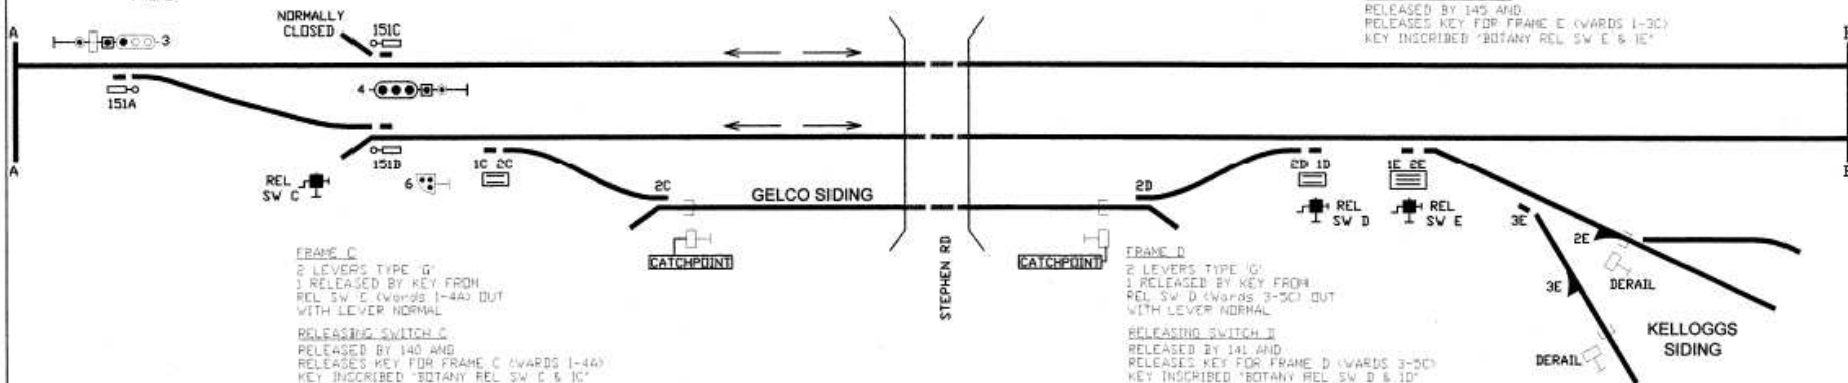 RELEASED BY 145 AND
RELEASES KEY FOR FRAME E (WARDS 1-3C)
KEY INSCRIBED "BOTANY REL SW E & 1E"
NORMALLY
CLOSED
151C
A
3
4
151A
A
151B
REL
SW C
6
1C 2C
2C
GELCO SIDING
CATCHPOINT
STEPHEN RD
2D
2D 1D
REL
SW D
1E 2E
REL
SW E
3E
2E
DERAIL
3E
DERAIL
KELLOGGS
SIDING
CATCHPOINT
FRAME C
2 LEVERS TYPE 'G'
1 RELEASED BY KEY FROM
REL SW C (Wards 1-4A) OUT
WITH LEVER NORMAL
RELEASING SWITCH C
RELEASED BY 140 AND
RELEASES KEY FOR FRAME C (WARDS 1-4A)
KEY INSCRIBED "BOTANY REL SW C & 1C"
FRAME D
2 LEVERS TYPE 'G'
1 RELEASED BY KEY FROM
REL SW D (Wards 3-5C) OUT
WITH LEVER NORMAL
RELEASING SWITCH D
RELEASED BY 141 AND
RELEASES KEY FOR FRAME D (WARDS 3-5C)
KEY INSCRIBED "BOTANY REL SW D & 1D"